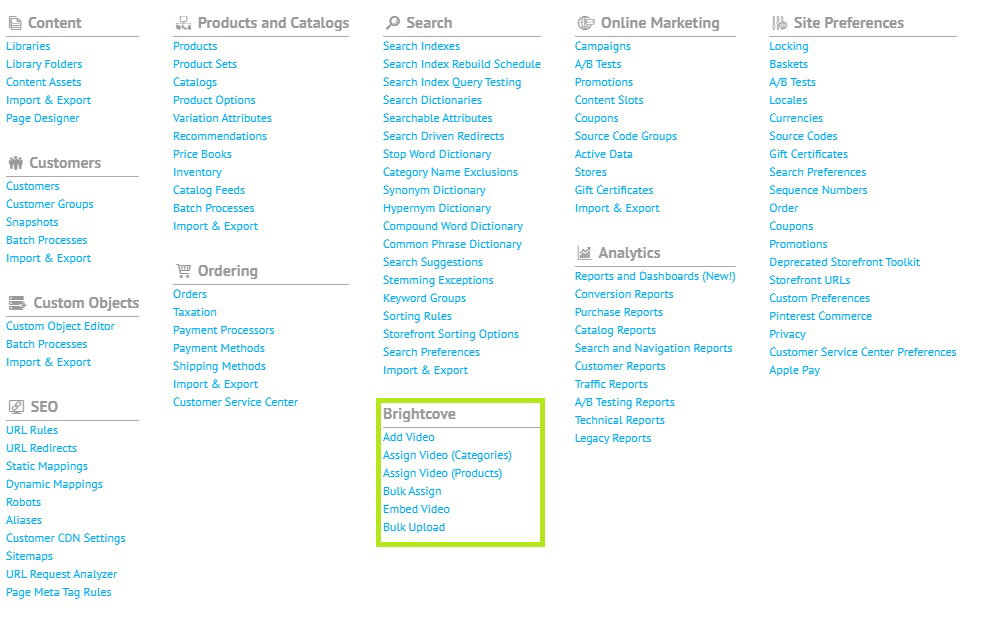 Content
Libraries
Library Folders
Content Assets
Import & Export
Page Designer
Customers
Customers
Customer Groups
Snapshots
Batch Processes
Import & Export
Custom Objects
Custom Object Editor
Batch Processes
Import & Export
SEO
URL Rules
URL Redirects
Static Mappings
Dynamic Mappings
Robots
Aliases
Customer CDN Settings
Sitemaps
URL Request Analyzer
Page Meta Tag Rules
Products and Catalogs
Products
Product Sets
Catalogs
Product Options
Variation Attributes
Recommendations
Price Books
Inventory
Catalog Feeds
Batch Processes
Import & Export
Ordering
Orders
Taxation
Payment Processors
Payment Methods
Shipping Methods
Import & Export
Customer Service Center
Search
Search Indexes
Search Index Rebuild Schedule
Search Index Query Testing
Search Dictionaries
Searchable Attributes
Search Driven Redirects
Stop Word Dictionary
Category Name Exclusions
Synonym Dictionary
Hypernym Dictionary
Compound Word Dictionary
Common Phrase Dictionary
Search Suggestions
Stemming Exceptions
Keyword Groups
Sorting Rules
Storefront Sorting Options
Search Preferences
Import & Export
Brightcove
Add Video
Assign Video (Categories)
Assign Video (Products)
Bulk Assign
Embed Video
Bulk Upload
Online Marketing
Campaigns
A/B Tests
Promotions
Content Slots
Coupons
Source Code Groups
Active Data
Stores
Gift Certificates
Import & Export
Analytics
Reports and Dashboards (New!)
Conversion Reports
Purchase Reports
Catalog Reports
Search and Navigation Reports
Customer Reports
Traffic Reports
A/B Testing Reports
Technical Reports
Legacy Reports
Site Preferences
Locking
Baskets
A/B Tests
Locales
Currencies
Source Codes
Gift Certificates
Search Preferences
Sequence Numbers
Order
Coupons
Promotions
Deprecated Storefront Toolkit
Storefront URLs
Custom Preferences
Pinterest Commerce
Privacy
Customer Service Center Preferences
Apple Pay